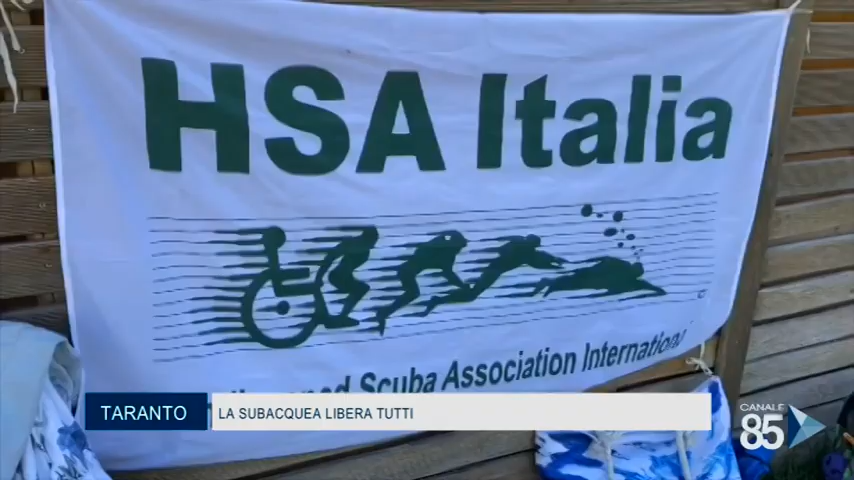 HSA Italia
Scuba Association International
TARANTO
LA SUBACQUEA LIBERA TUTTI
CANALE
85